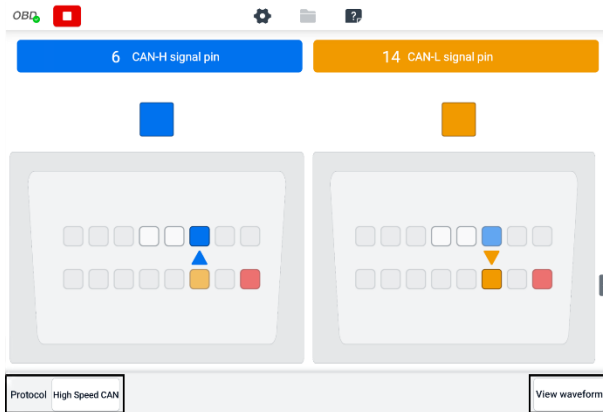 OBD
6 CAN-H signal pin
14 CAN-L signal pin
Protocol High Speed CAN
View waveform